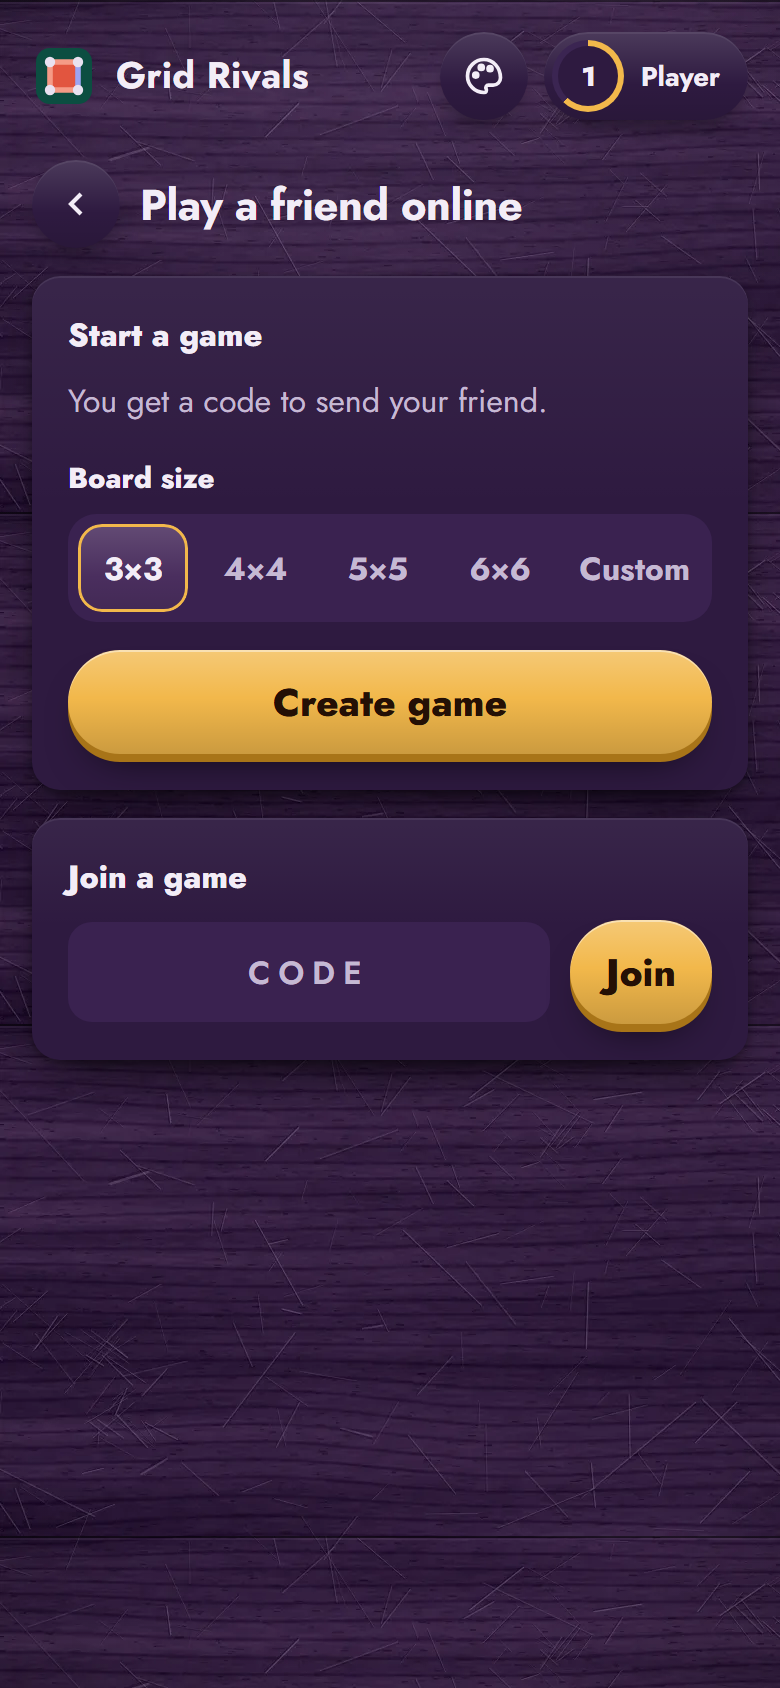 Grid Rivals
1 Player
Play a friend online
Start a game
You get a code to send your friend.
Board size
3×3 4×4 5×5 6×6 Custom
Create game
Join a game
CODE Join